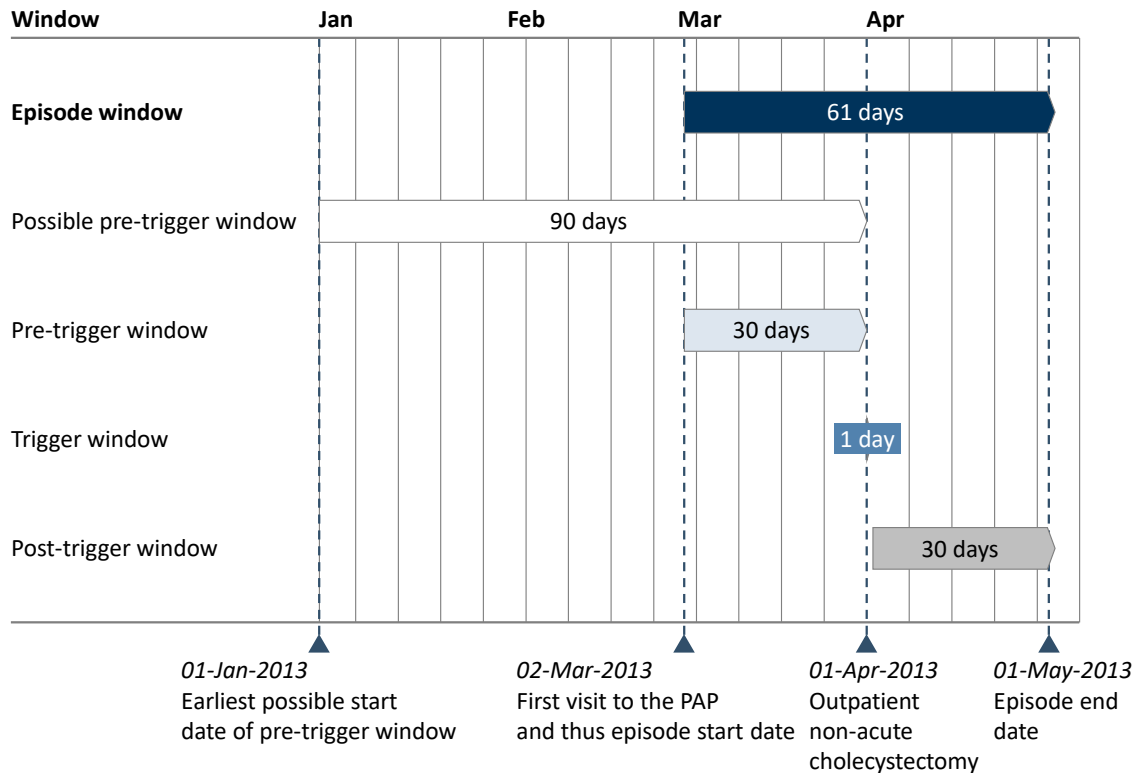 Window Jan Feb Mar Apr
Episode window 61 days
Possible pre-trigger window 90 days
Pre-trigger window 30 days
Trigger window 1 day
Post-trigger window 30 days
01-Jan-2013
Earliest possible start
date of pre-trigger window
02-Mar-2013
First visit to the PAP
and thus episode start date
01-Apr-2013
Outpatient
non-acute
cholecystectomy
01-May-2013
Episode end
date